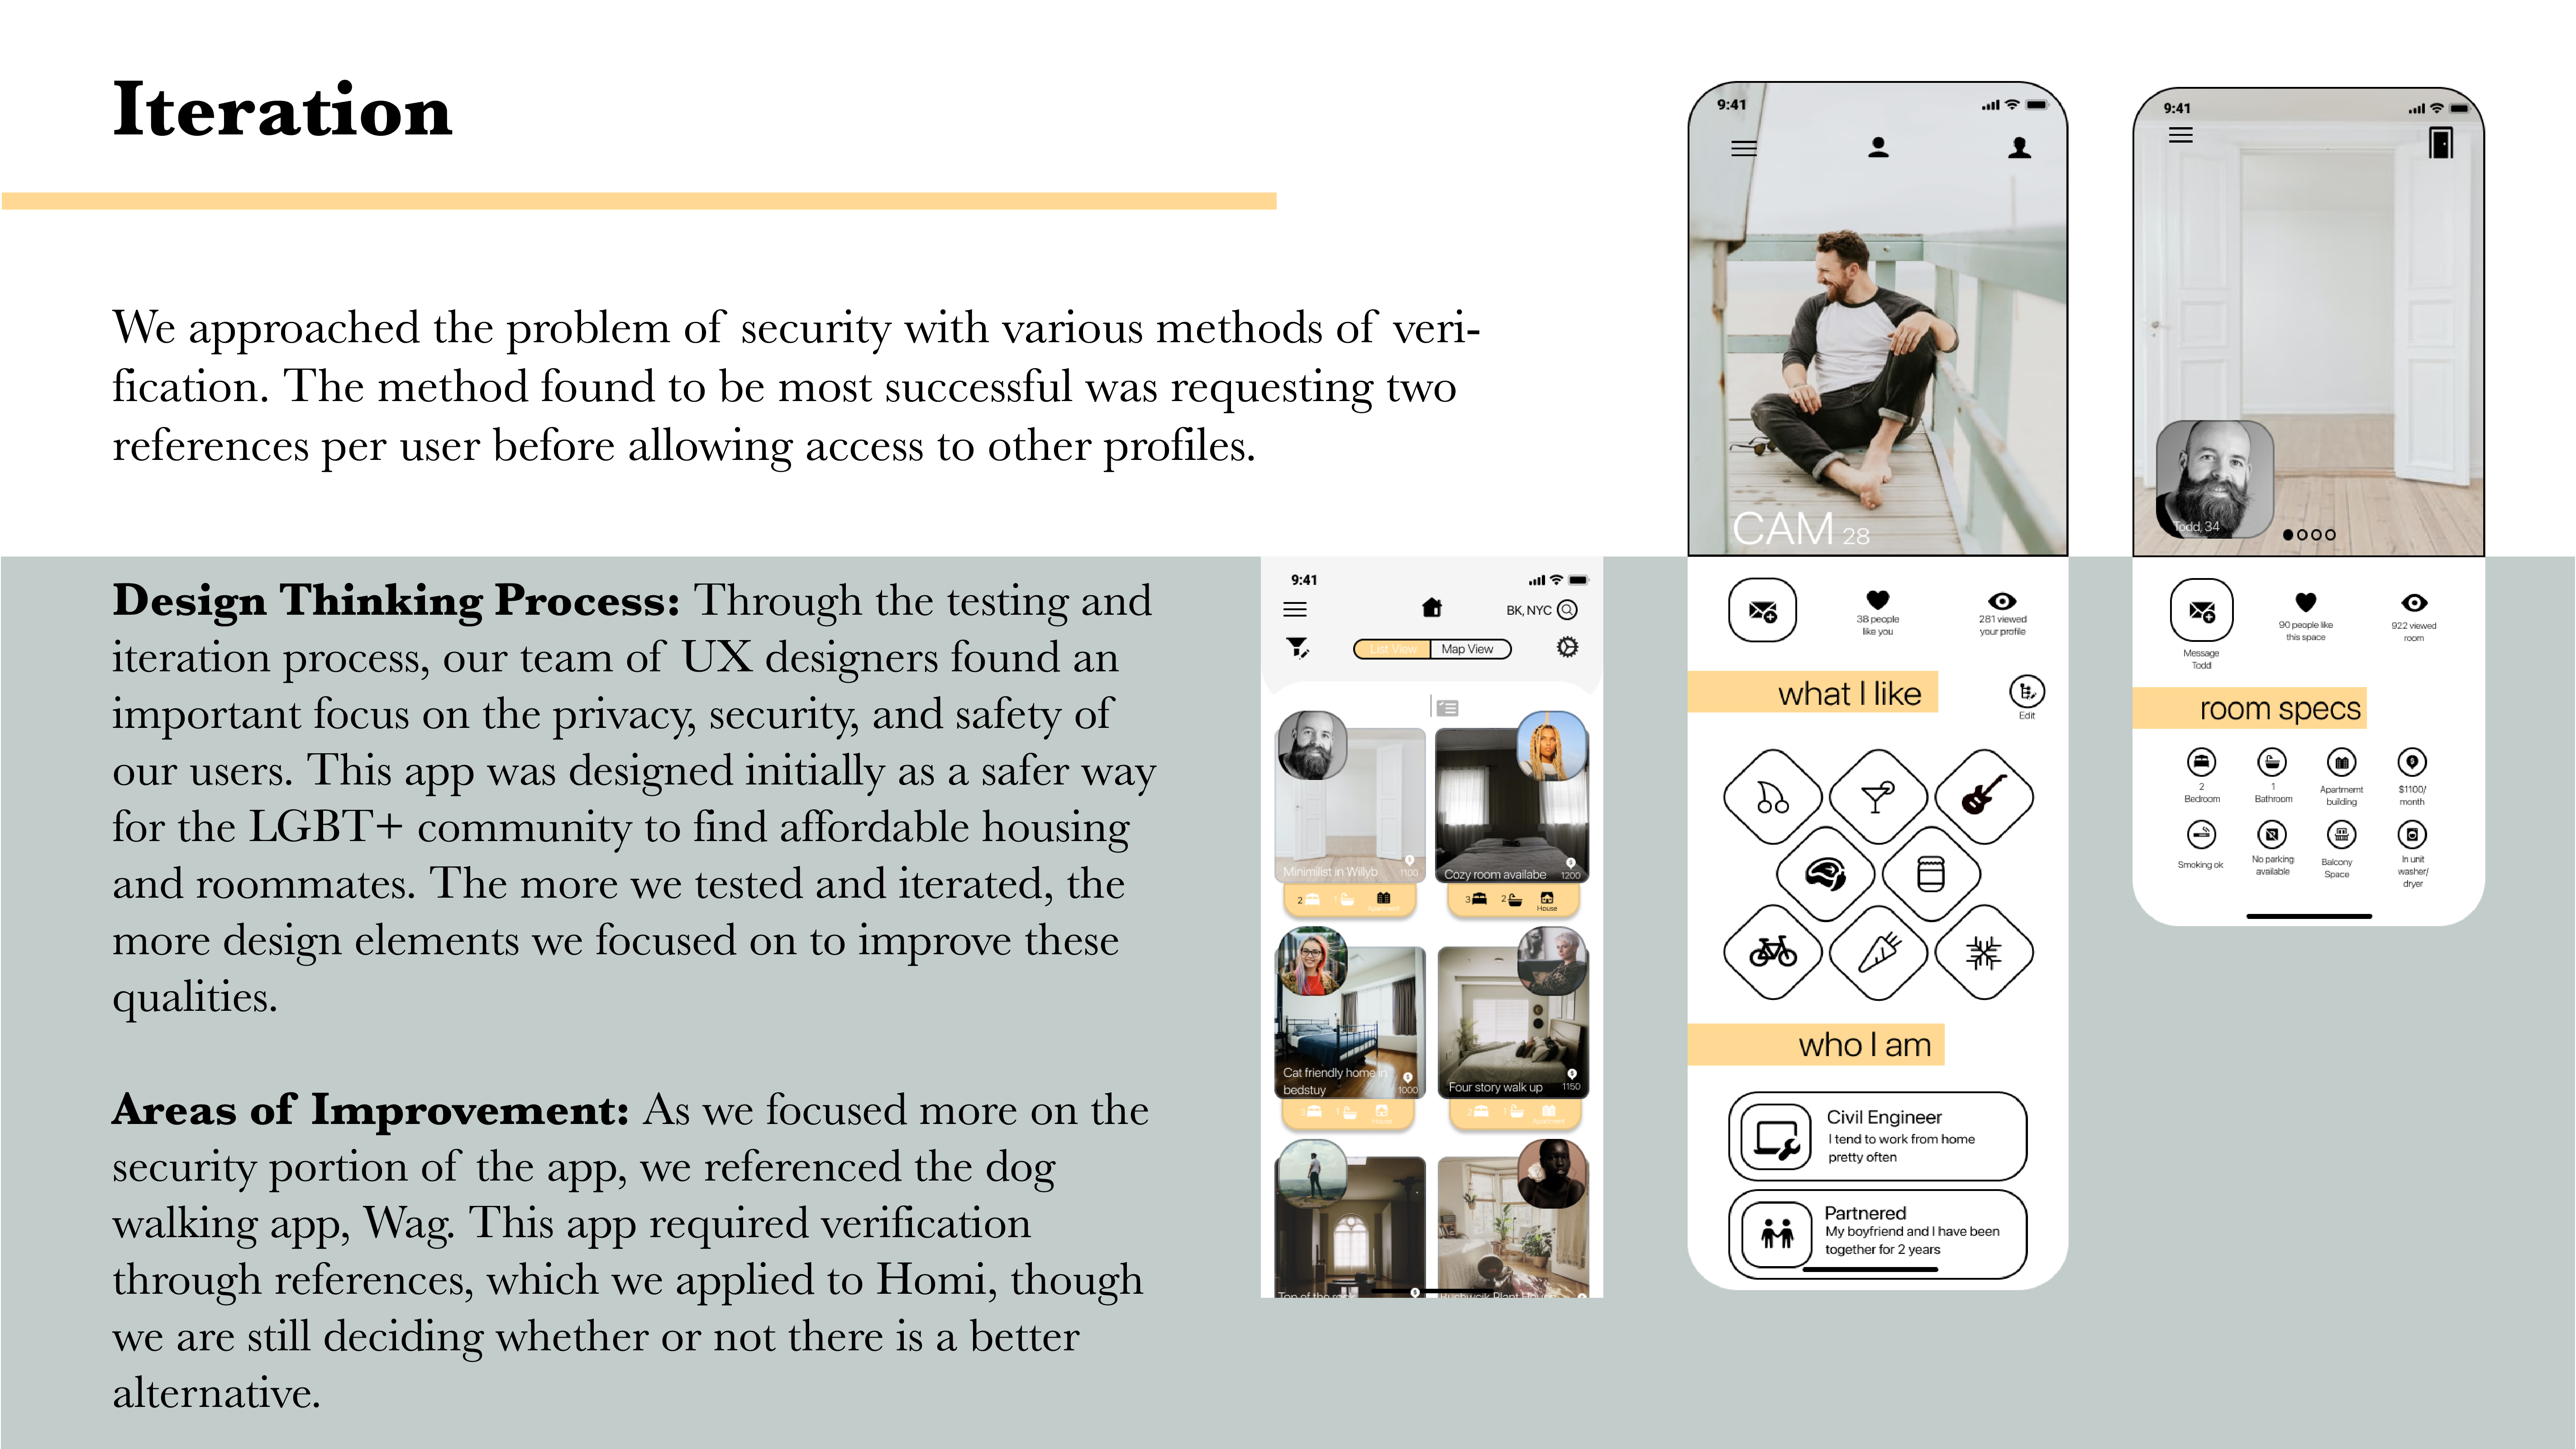 Iteration
We approached the problem of security with various methods of veri-
fication. The method found to be most successful was requesting two
references per user before allowing access to other profiles.
Design Thinking Process: Through the testing and
iteration process, our team of UX designers found an
important focus on the privacy, security, and safety of
our users. This app was designed initially as a safer way
for the LGBT+ community to find affordable housing
and roommates. The more we tested and iterated, the
more design elements we focused on to improve these
qualities.
Areas of Improvement: As we focused more on the
security portion of the app, we referenced the dog
walking app, Wag. This app required verification
through references, which we applied to Homi, though
we are still deciding whether or not there is a better
alternative.
9:41
BK, NYC
List View
Map View
Minimilist in Willyb
1100
Cozy room availabe
1200
2
1
Apartment
3
2
House
Cat friendly home in
bedstuy
1000
Four story walk up
1150
3
1
House
2
1
Apartment
Top of the
Bushwcik Plant
9:41
CAM 28
38 people
like you
281 viewed
your profile
what I like
Edit
who I am
Civil Engineer
I tend to work from home
pretty often
Partnered
My boyfriend and I have been
together for 2 years
9:41
Todd, 34
Message
Todd
90 people like
this space
922 viewed
room
room specs
2
Bedroom
1
Bathroom
Apartmemt
building
$1100/
month
Smoking ok
No parking
available
Balcony
Space
In unit
washer/
dryer